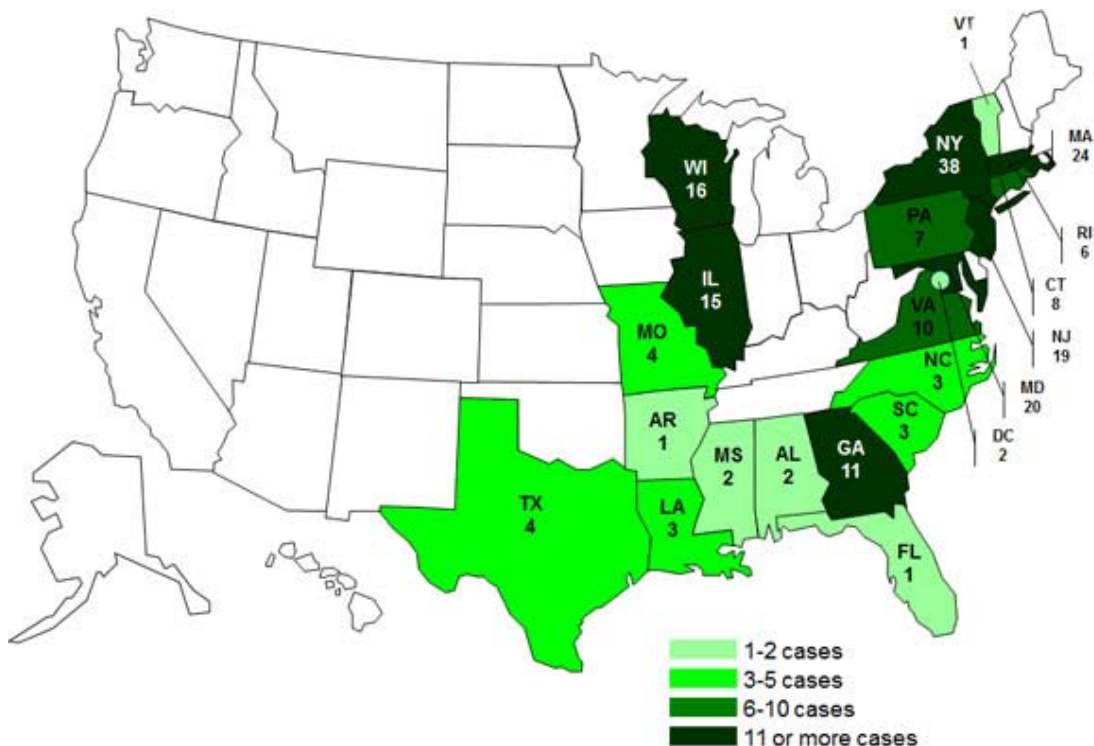 VT
1
MA
24
NY
38
WI
16
PA
7
RI
6
IL
15
CT
8
VA
10
MO
4
NJ
19
NC
3
MD
20
SC
3
AR
1
DC
2
MS
2
AL
2
GA
11
TX
4
LA
3
FL
1
1-2 cases
3-5 cases
6-10 cases
11 or more cases